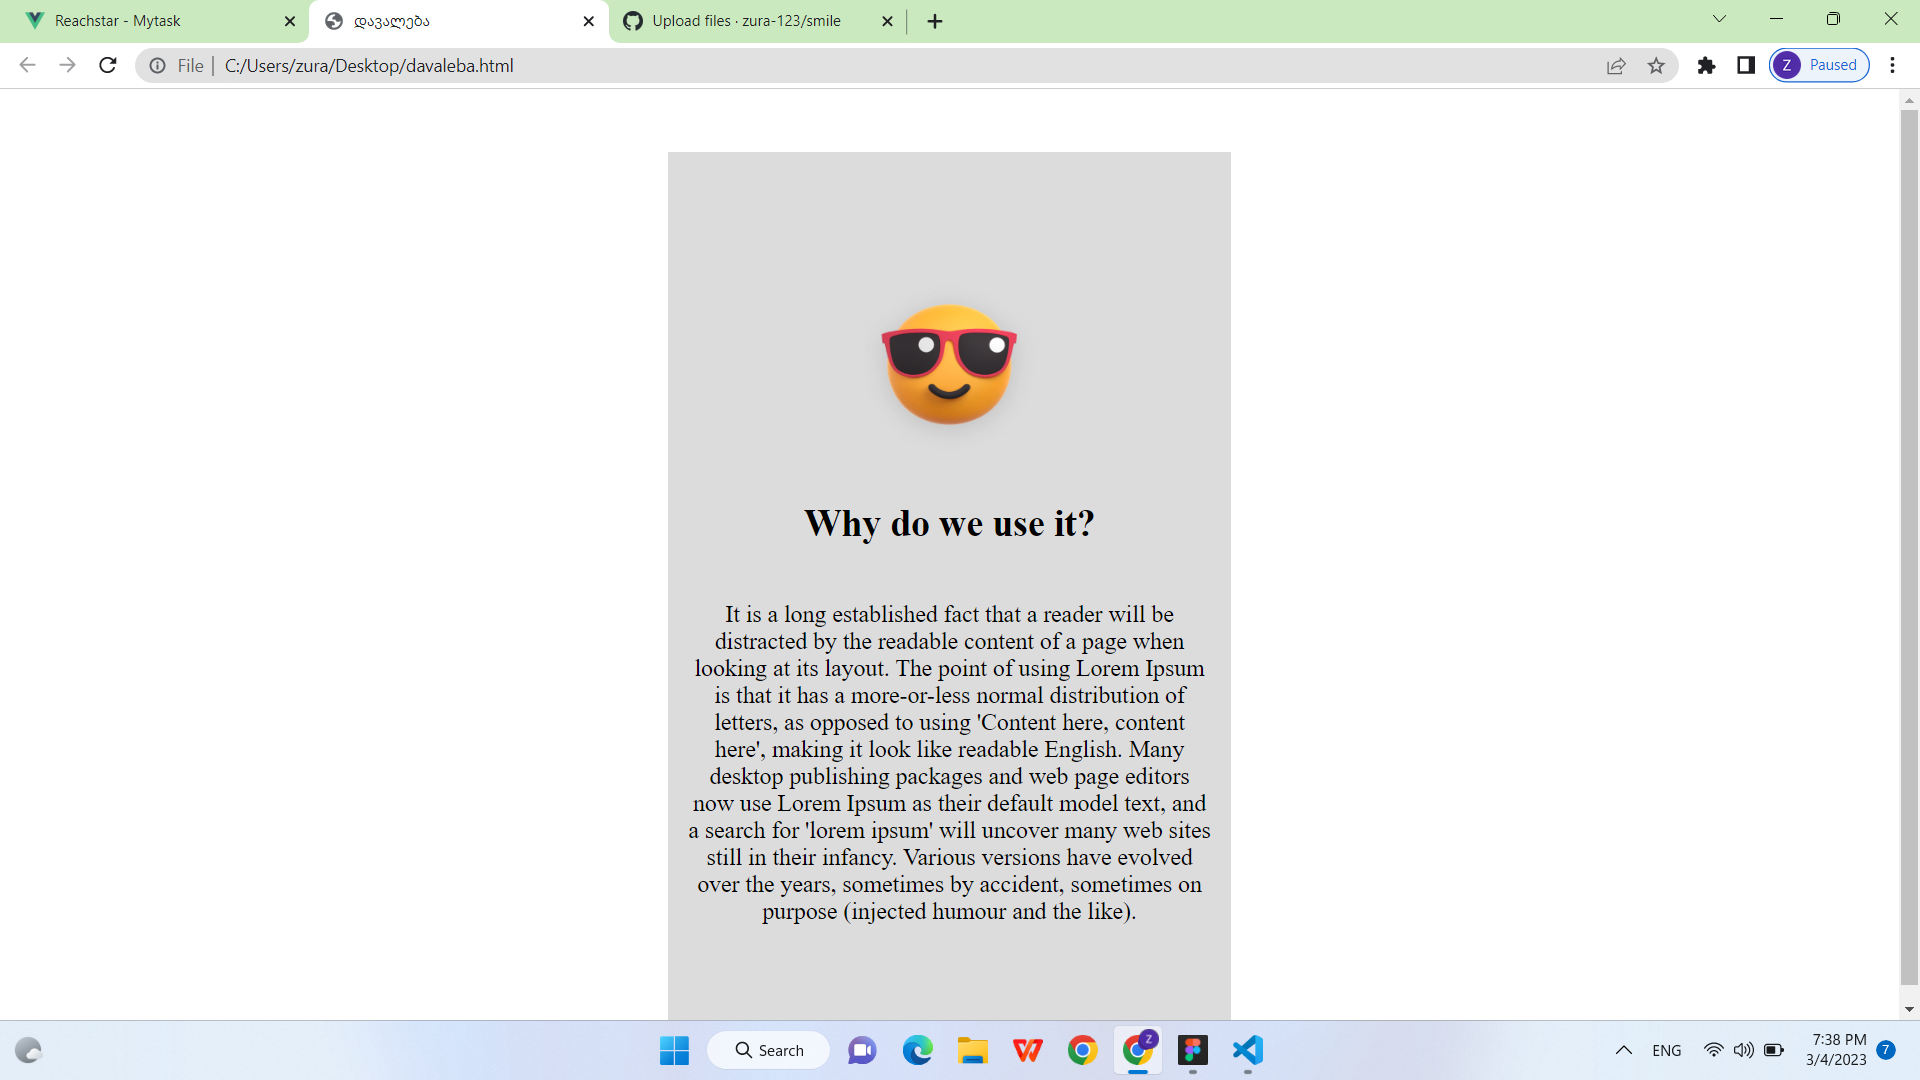 Reachstar - Mytask
დავალება
Upload files · zura-123/smile
File
C:/Users/zura/Desktop/davaleba.html
Z
Paused
Why do we use it?
It is a long established fact that a reader will be
distracted by the readable content of a page when
looking at its layout. The point of using Lorem Ipsum
is that it has a more-or-less normal distribution of
letters, as opposed to using 'Content here, content
here', making it look like readable English. Many
desktop publishing packages and web page editors
now use Lorem Ipsum as their default model text, and
a search for 'lorem ipsum' will uncover many web sites
still in their infancy. Various versions have evolved
over the years, sometimes by accident, sometimes on
purpose (injected humour and the like).
Search
Z
ENG
7:38 PM
3/4/2023
7